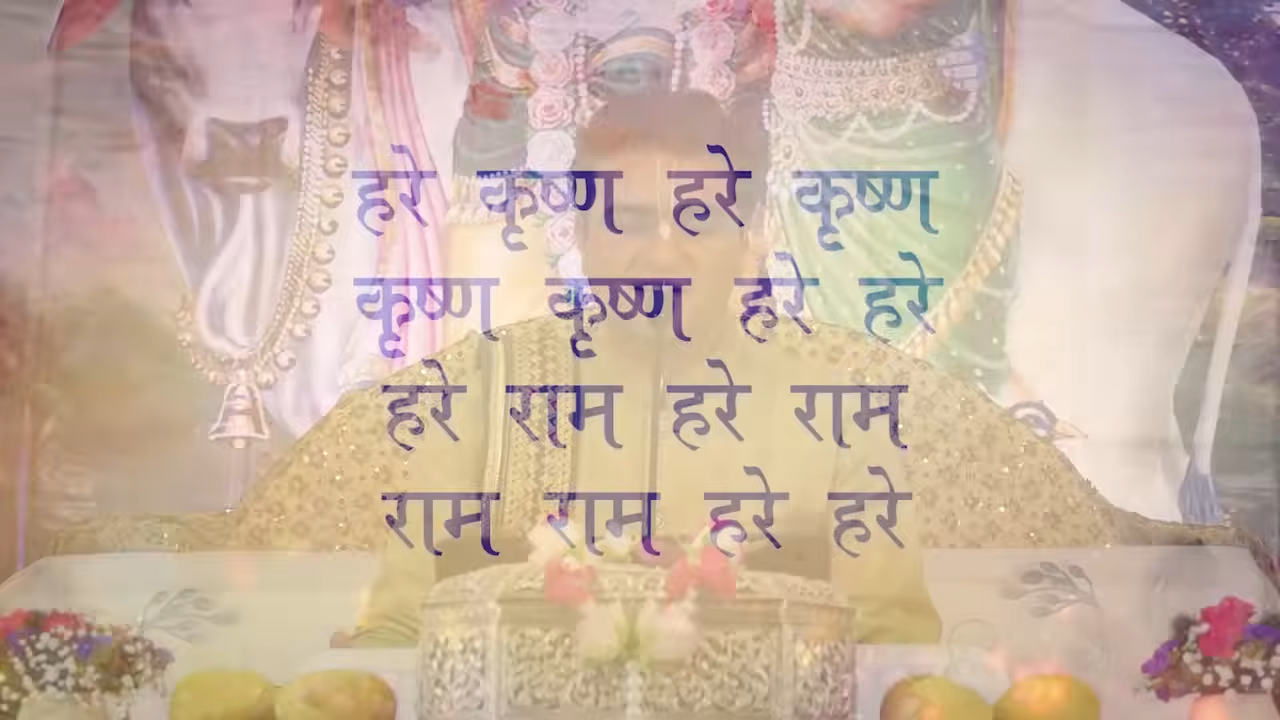 हरे कृष्ण हरे कृष्ण
कृष्ण कृष्ण हरे हरे
हरे राम हरे राम
राम राम हरे हरे